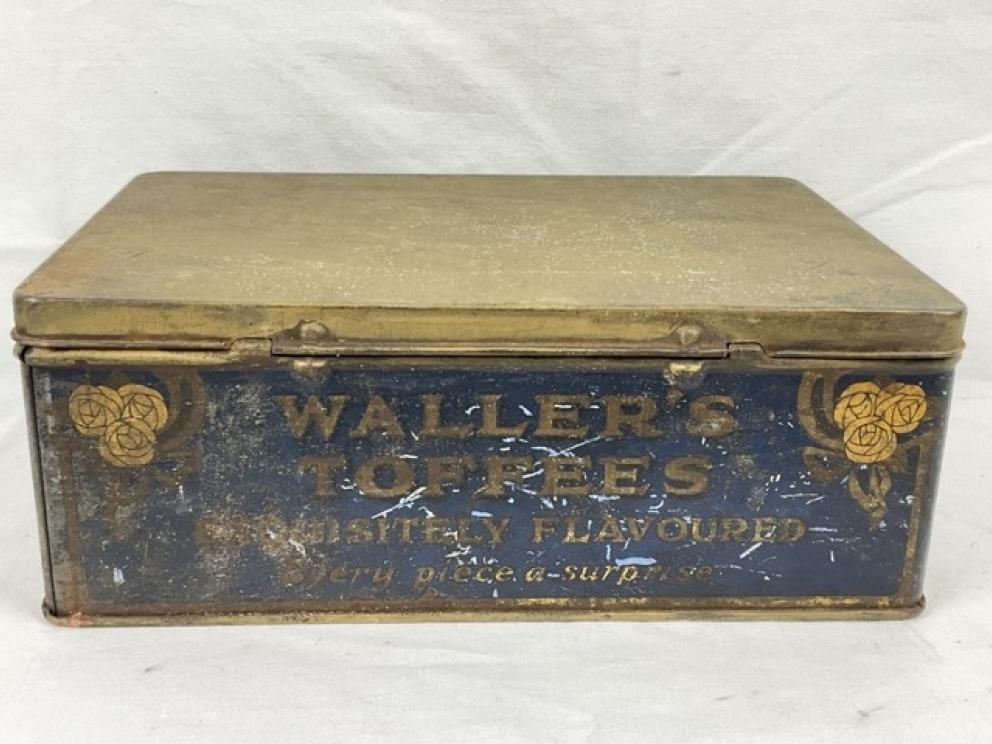 WALLER'S
TOFFEES
EXQUISITELY FLAVOURED
every piece a surprise